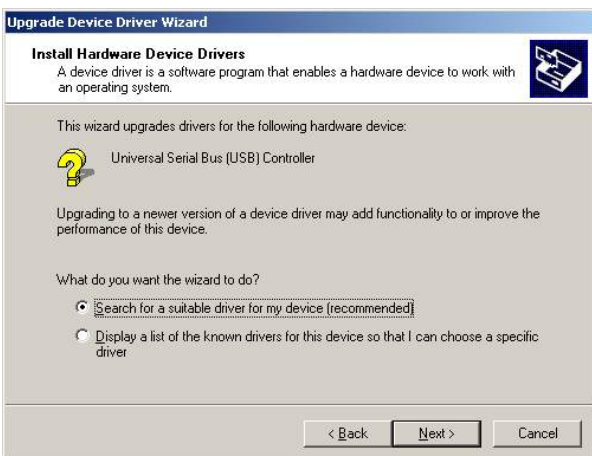 Upgrade Device Driver Wizard
Install Hardware Device Drivers
A device driver is a software program that enables a hardware device to work with
an operating system.
This wizard upgrades drivers for the following hardware device:
Universal Serial Bus (USB) Controller
Upgrading to a newer version of a device driver may add functionality to or improve the
performance of this device.
What do you want the wizard to do?
Search for a suitable driver for my device (recommended)
Display a list of the known drivers for this device so that I can choose a specific
driver
< Back Next > Cancel